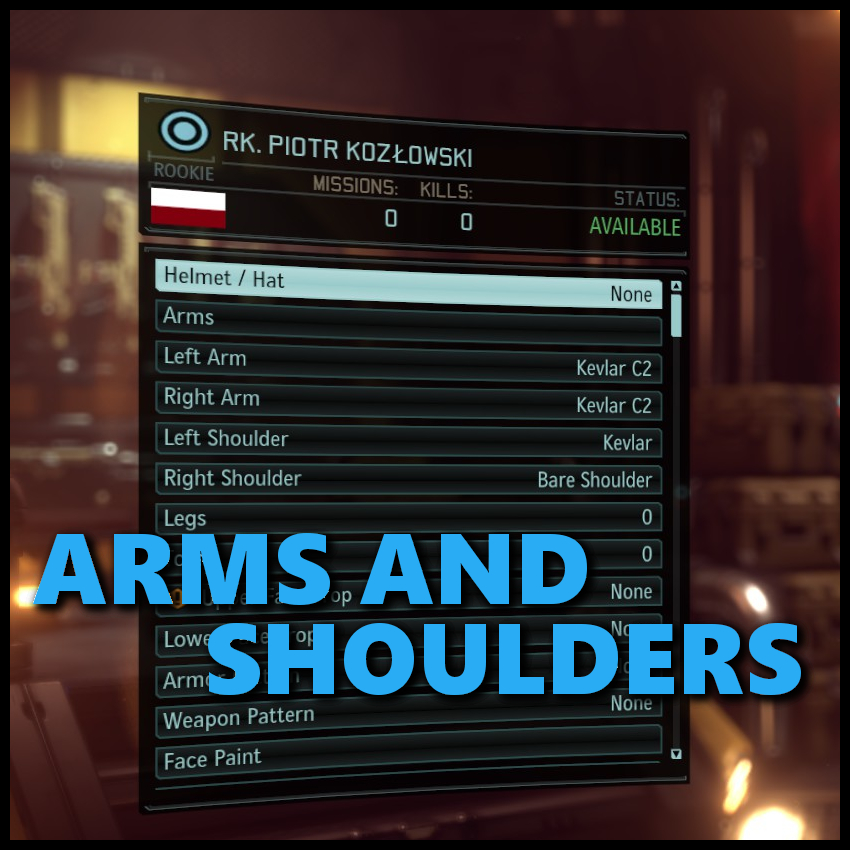 RK. PIOTR KOZŁOWSKI
ROOKIE
MISSIONS: KILLS: STATUS:
0 0 AVAILABLE
Helmet / Hat None
Arms
Left Arm Kevlar C2
Right Arm Kevlar C2
Left Shoulder Kevlar
Right Shoulder Bare Shoulder
Legs 0
0
ARMS AND
None
SHOULDERS
Weapon Pattern None
Face Paint